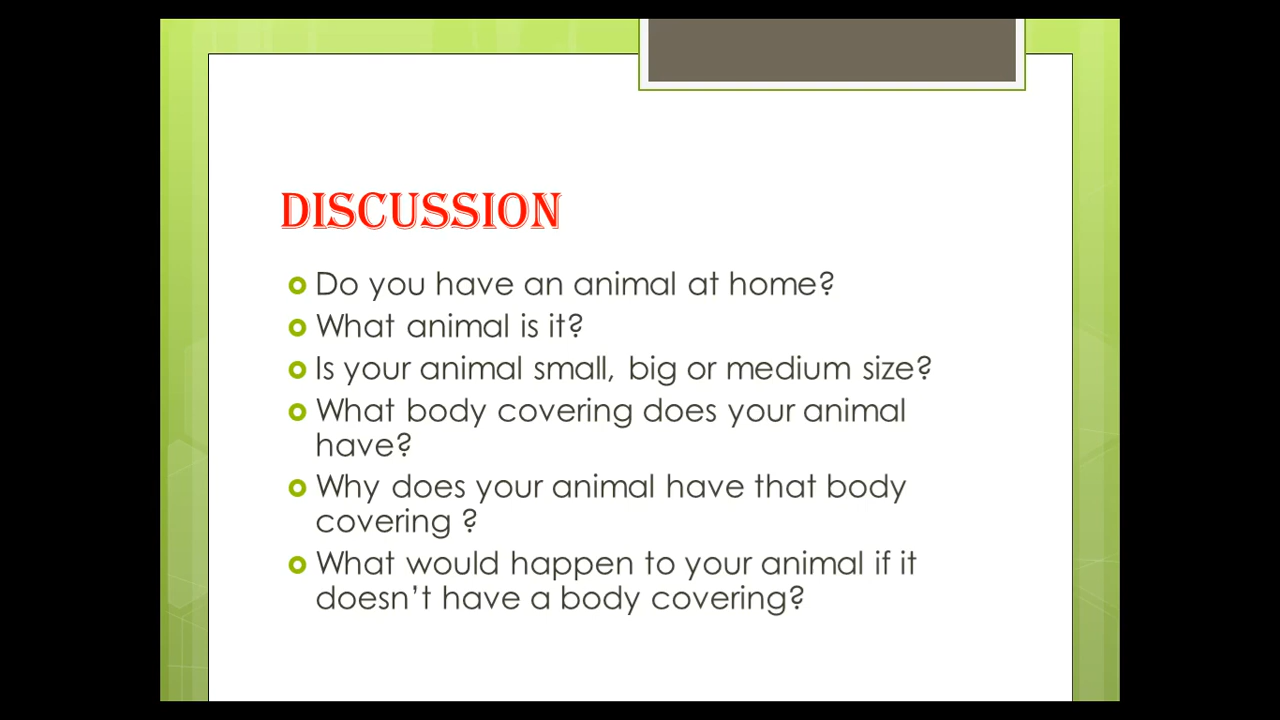 DISCUSSION
Do you have an animal at home?
What animal is it?
Is your animal small, big or medium size?
What body covering does your animal
have?
Why does your animal have that body
covering ?
What would happen to your animal if it
doesn’t have a body covering?